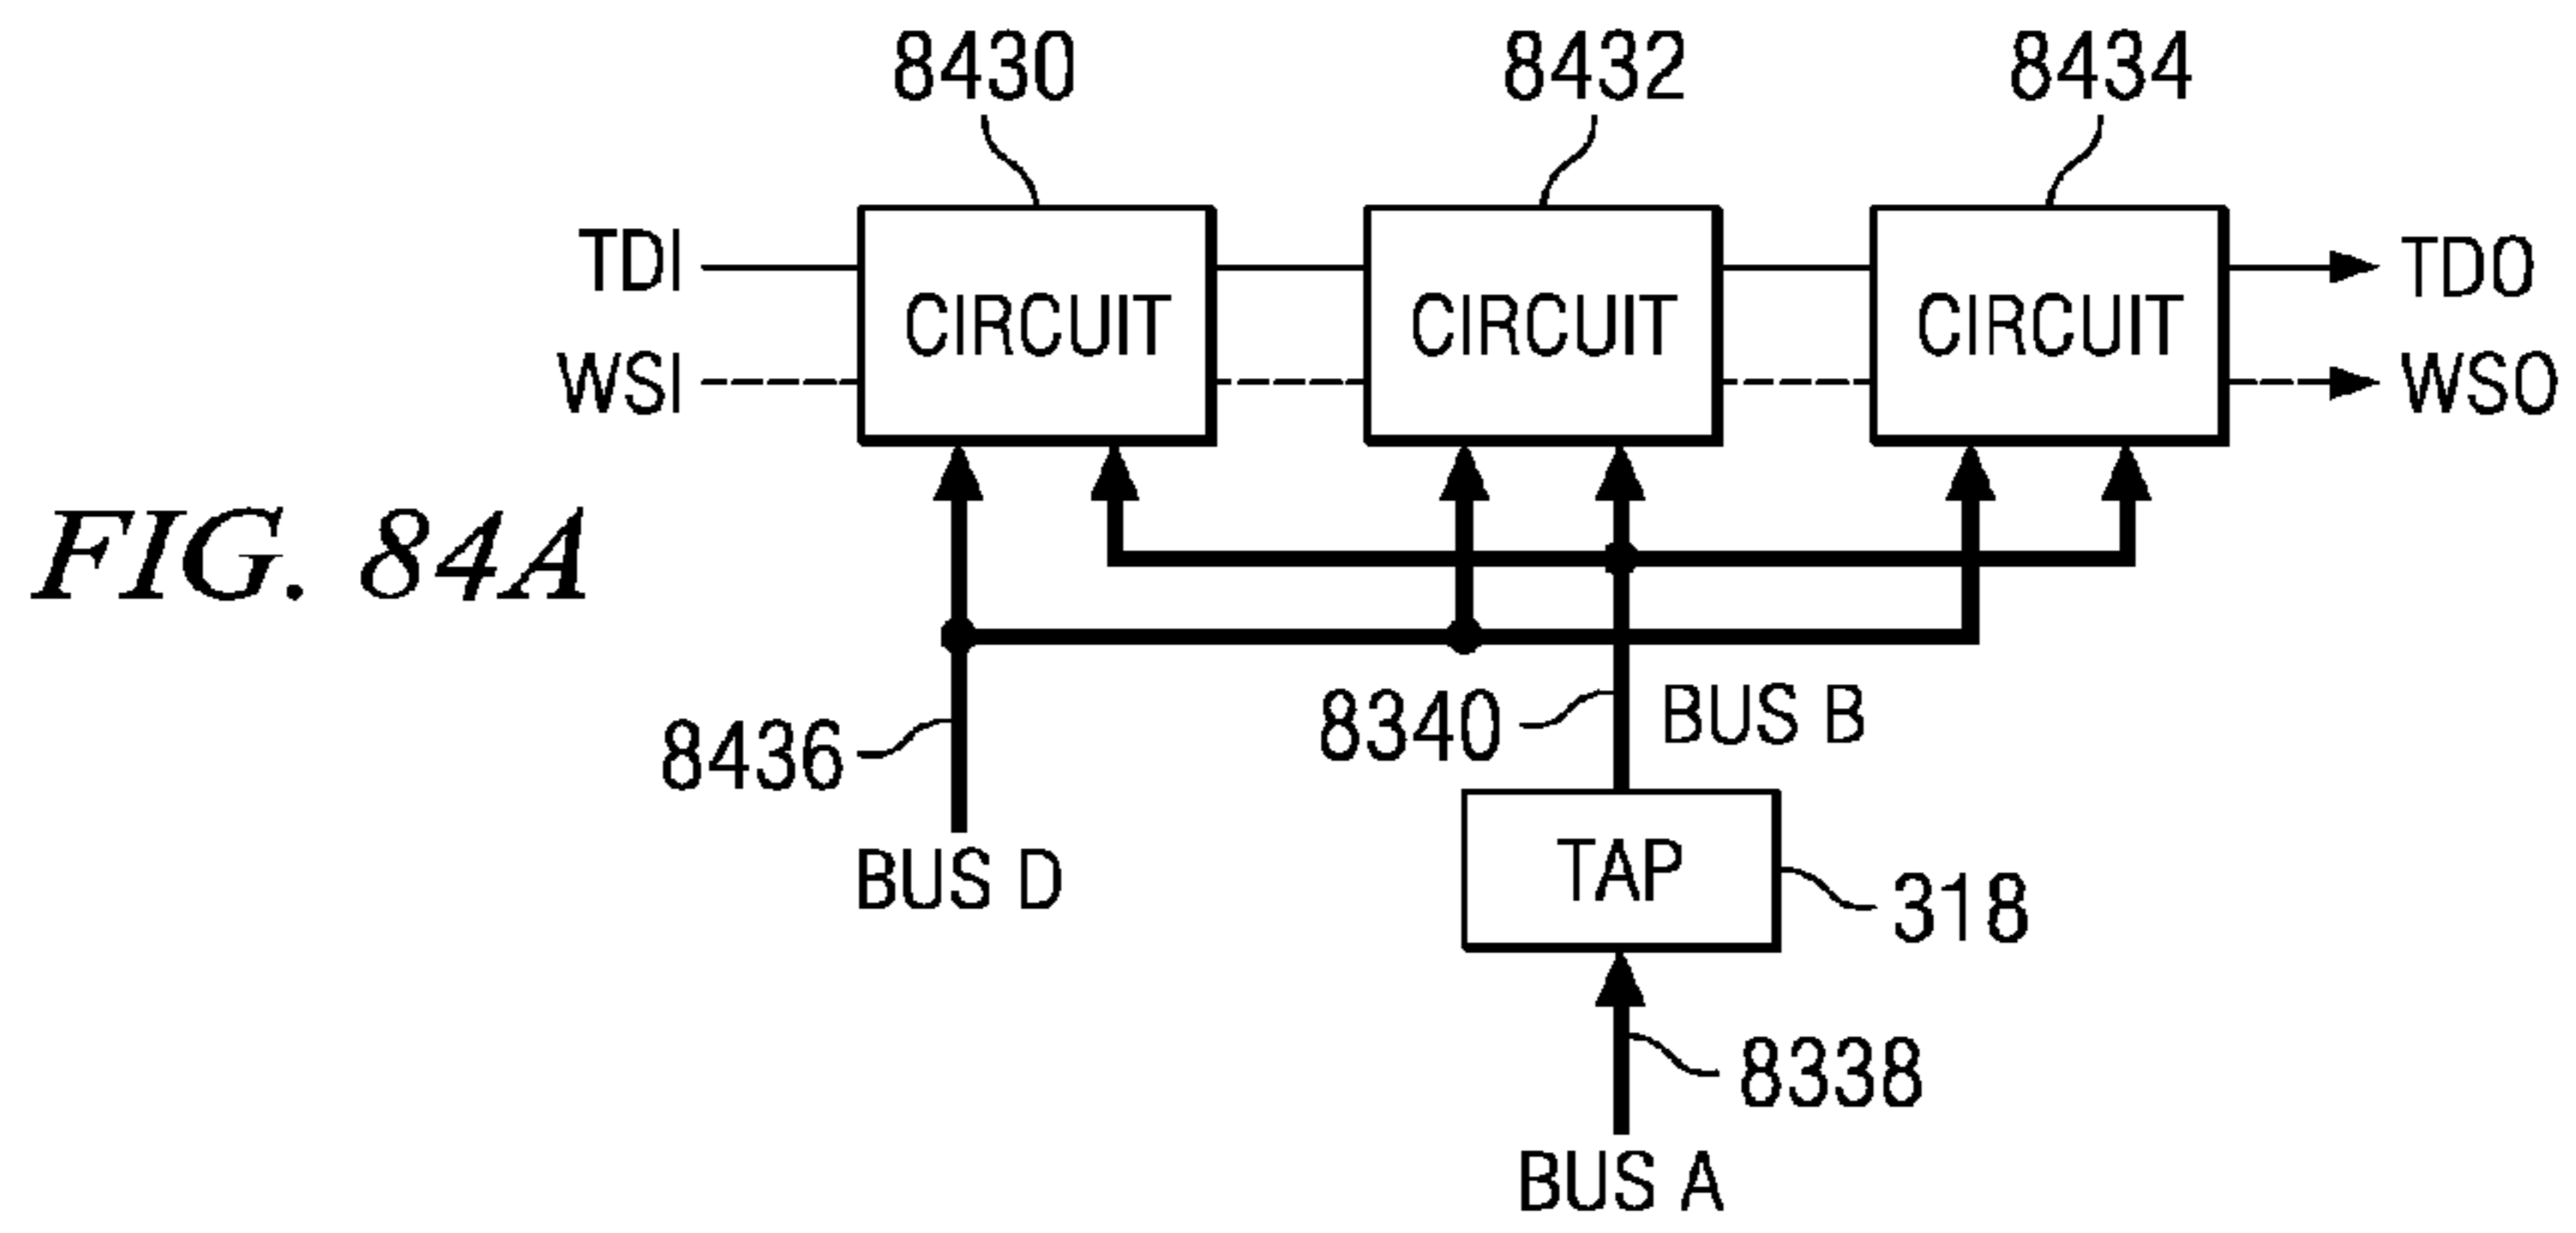 8430 8432 8434
TDI CIRCUIT CIRCUIT CIRCUIT TDO
WSI WSO
FIG. 84A
8436 8340 BUS B
BUS D TAP 318
8338
BUS A